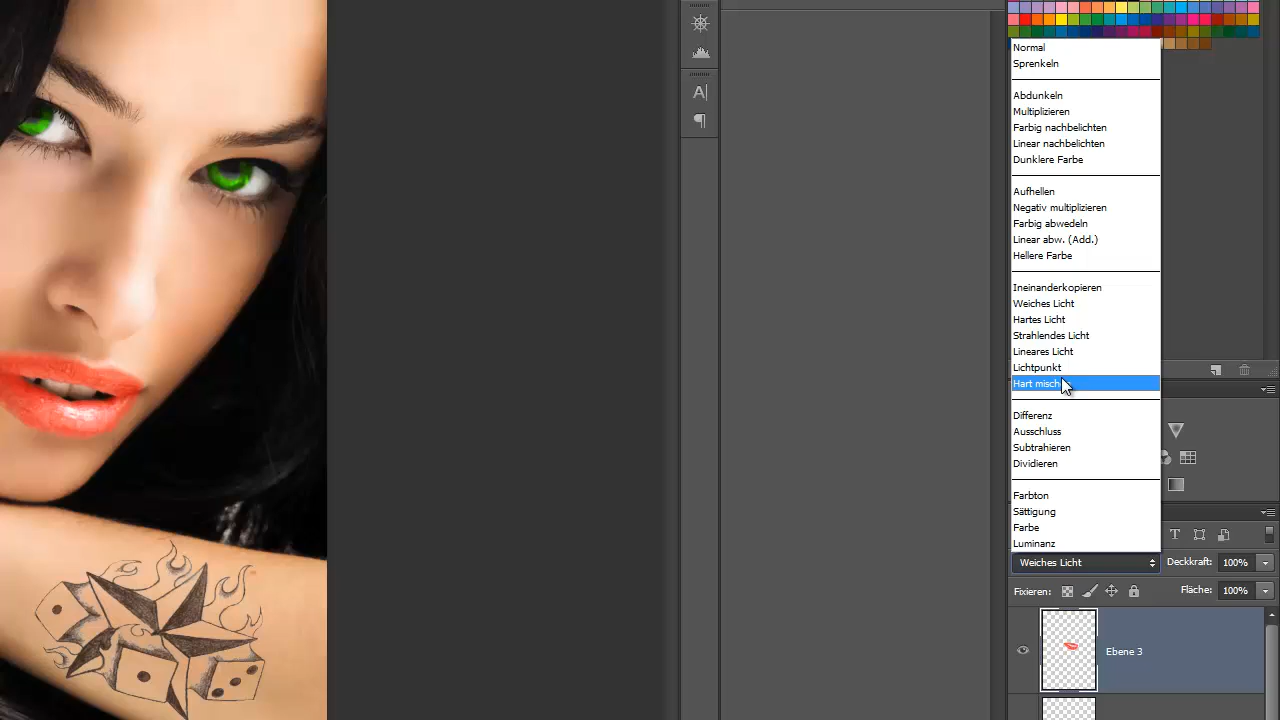 Normal
Sprenkeln
Abdunkeln
Multiplizieren
Farbig nachbelichten
Linear nachbelichten
Dunklere Farbe
Aufhellen
Negativ multiplizieren
Farbig abwedeln
Linear abw. (Add.)
Hellere Farbe
Ineinanderkopieren
Weiches Licht
Hartes Licht
Strahlendes Licht
Lineares Licht
Lichtpunkt
Hart
Differenz
Ausschluss
Subtrahieren
Dividieren
Farbton
Sättigung
Farbe
Luminanz
Weiches Licht Deckkraft: 100%
Fixieren: Fläche: 100%
Ebene 3